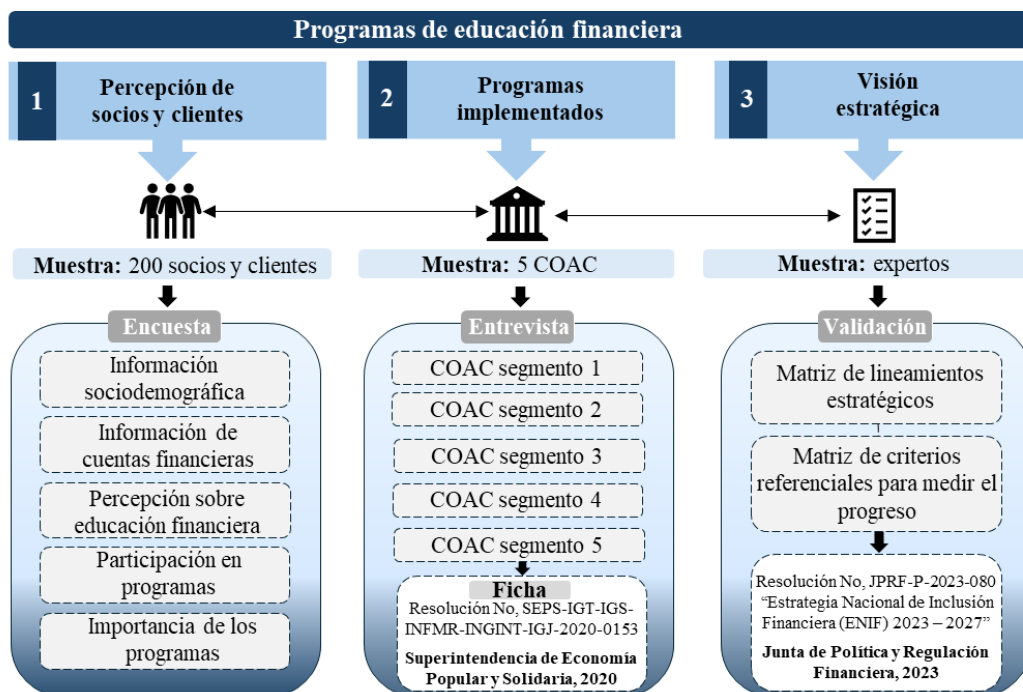 Programas de educación financiera
1
Percepción de
socios y clientes
Muestra: 200 socios y clientes
Encuesta
Información
sociodemográfica
Información de
cuentas financieras
Percepción sobre
educación financiera
Participación en
programas
Importancia de los
programas
2
Programas
implementados
Muestra: 5 COAC
Entrevista
COAC segmento 1
COAC segmento 2
COAC segmento 3
COAC segmento 4
COAC segmento 5
Ficha
Resolución No, SEPS-IGT-IGS-
INFMR-INGINT-IGJ-2020-0153
Superintendencia de Economía
Popular y Solidaria, 2020
3
Visión
estratégica
Muestra: expertos
Validación
Matriz de lineamientos
estratégicos
Matriz de criterios
referenciales para medir el
progreso
Resolución No, JPRF-P-2023-080
“Estrategia Nacional de Inclusión
Financiera (ENIF) 2023 – 2027”
Junta de Política y Regulación
Financiera, 2023